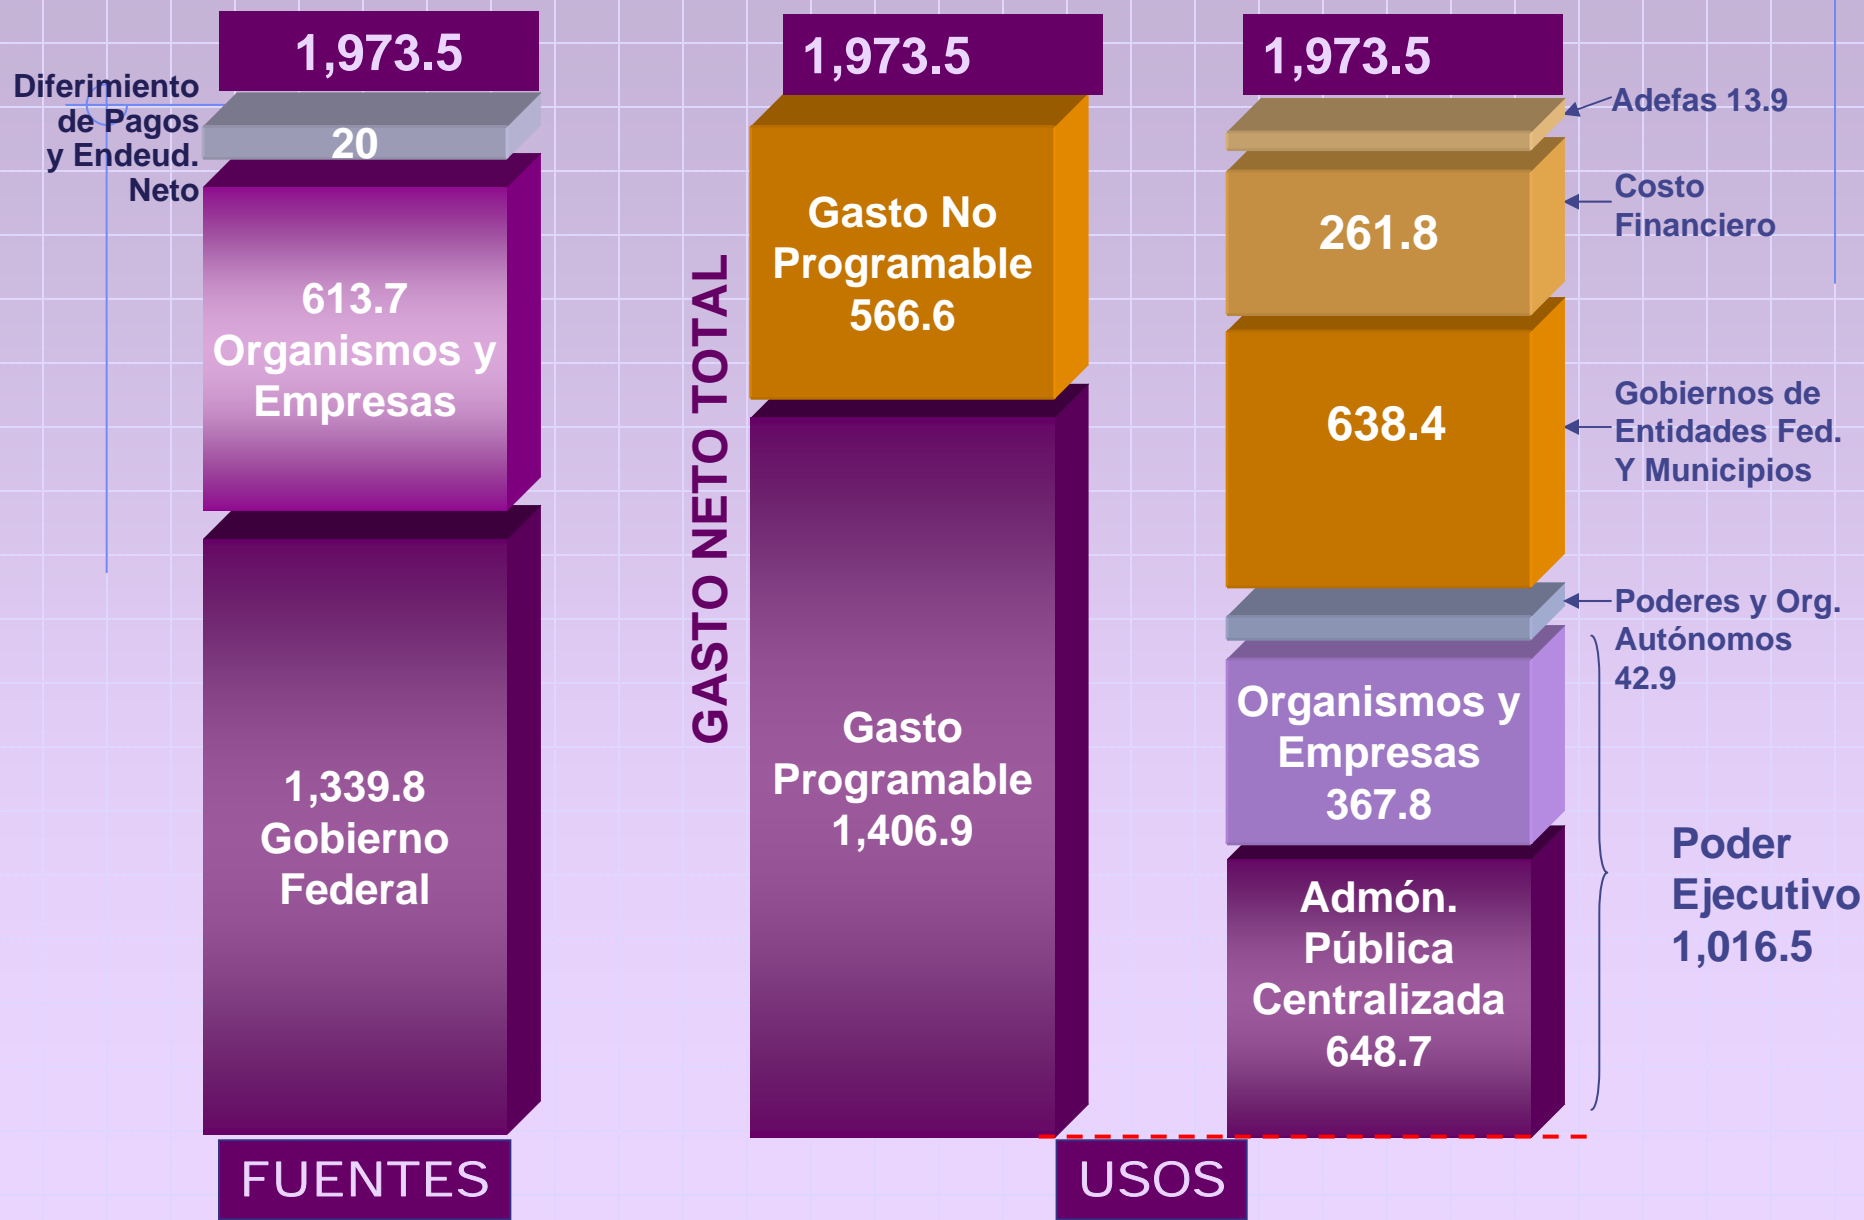 1,973.5
Diferimiento
de Pagos
y Endeud.
Neto
20
613.7
Organismos y
Empresas
1,339.8
Gobierno
Federal
FUENTES
GASTO NETO TOTAL
1,973.5
Gasto No
Programable
566.6
Gasto
Programable
1,406.9
1,973.5
Adefas 13.9
Costo
Financiero
261.8
638.4
Gobiernos de
Entidades Fed.
Y Municipios
Poderes y Org.
Autónomos
42.9
Organismos y
Empresas
367.8
Admón.
Pública
Centralizada
648.7
Poder
Ejecutivo
1,016.5
USOS